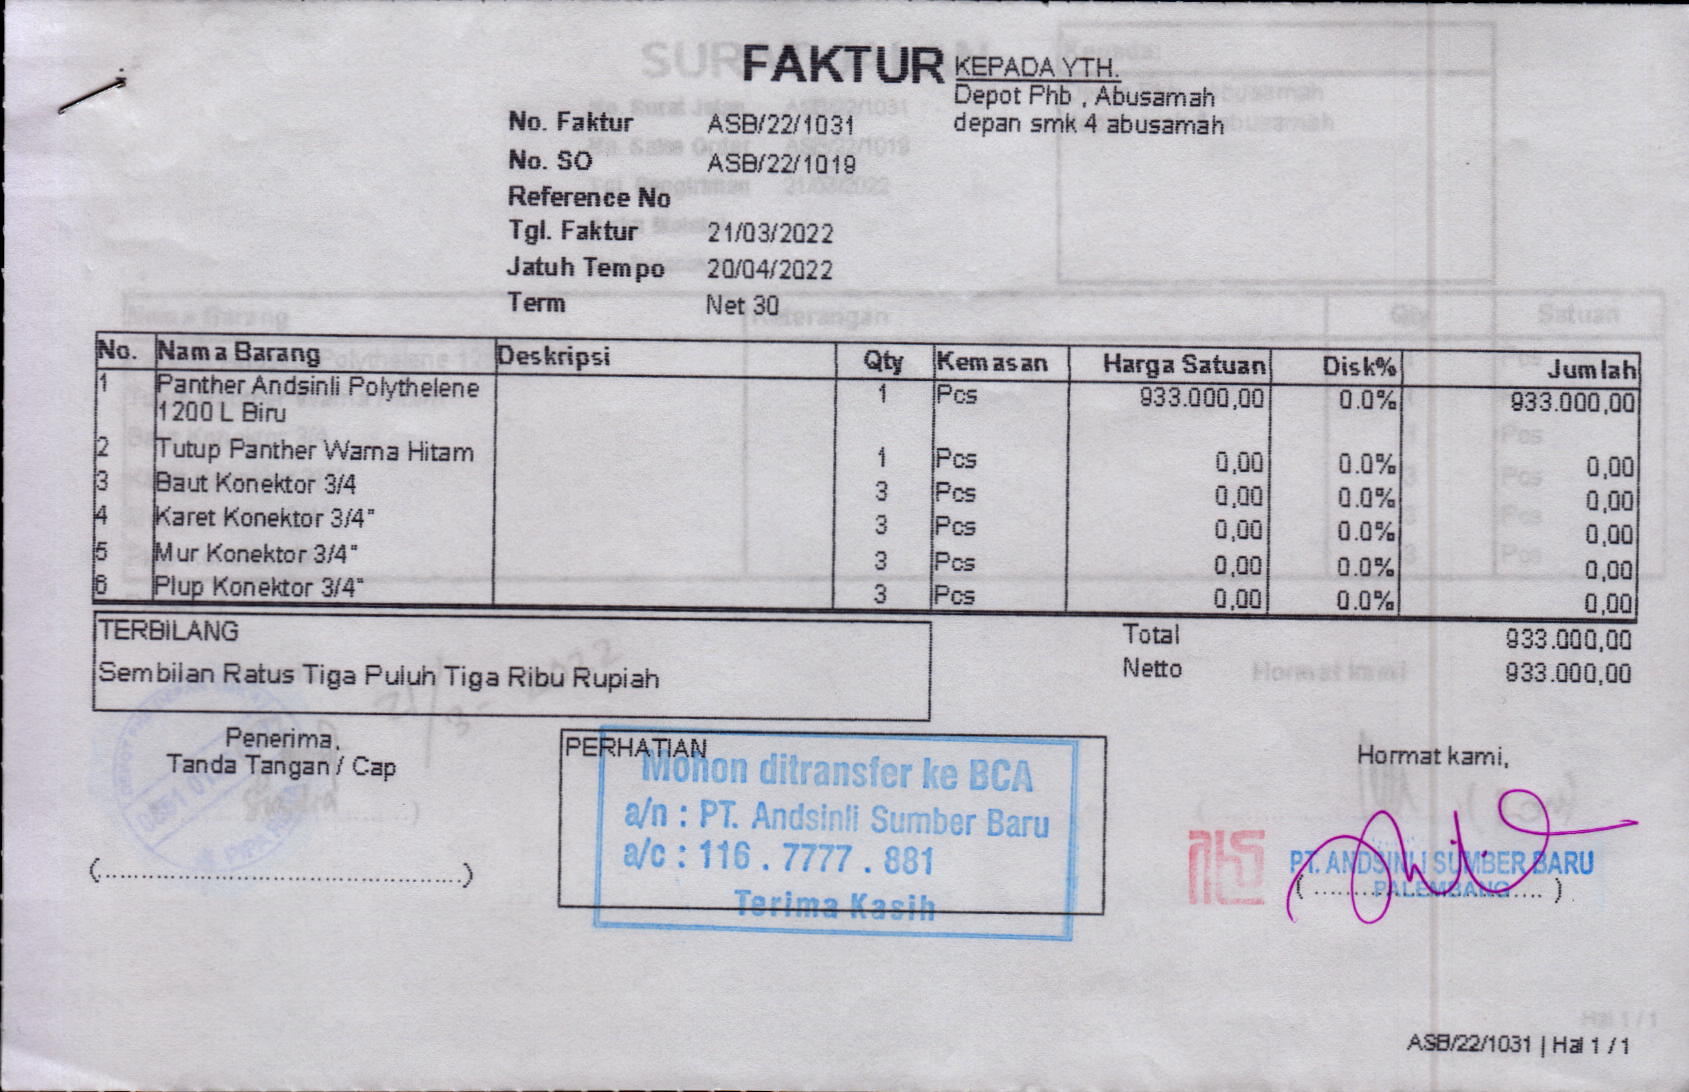 FAKTUR
KEPADA YTH.
Depot Phb , Abusamah
depan smk 4 abusamah
No. Faktur ASB/22/1031
No. SO ASB/22/1019
Reference No
Tgl. Faktur 21/03/2022
Jatuh Tempo 20/04/2022
Term Net 30
No. Nama Barang Deskripsi Qty Kemasan Harga Satuan Disk% Jumlah
1 Panther Andsinli Polythelene 1 Pcs 933.000,00 0.0% 933.000,00
1200 L Biru
2 Tutup Panther Warna Hitam 1 Pcs 0,00 0.0% 0,00
3 Baut Konektor 3/4 3 Pcs 0,00 0.0% 0,00
4 Karet Konektor 3/4" 3 Pcs 0,00 0.0% 0,00
5 Mur Konektor 3/4" 3 Pcs 0,00 0.0% 0,00
6 Plup Konektor 3/4" 3 Pcs 0,00 0.0% 0,00
TERBILANG
Sembilan Ratus Tiga Puluh Tiga Ribu Rupiah
Total 933.000,00
Netto 933.000,00
Penerima,
Tanda Tangan / Cap
(................................................)
PERHATIAN
Mohon ditransfer ke BCA
a/n : PT. Andsinli Sumber Baru
a/c : 116 . 7777 . 881
Terima Kasih
Hormat kami,
PT. ANDSINLI SUMBER BARU
PALEMBANG
ASB/22/1031 | Hal 1 / 1